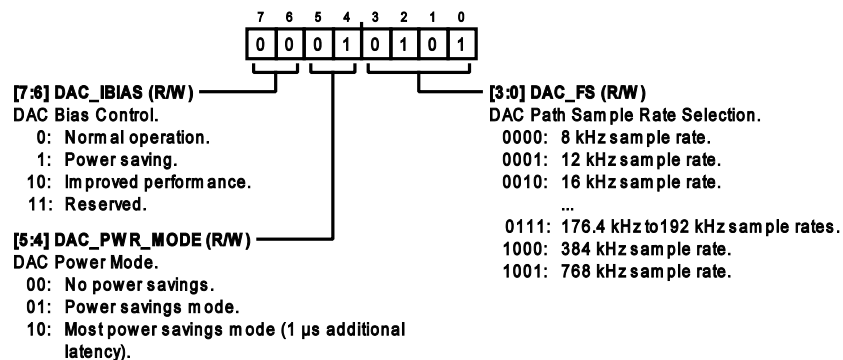 7 6 5 4 3 2 1 0
0 0 0 1 0 1 0 1
[7:6] DAC_IBIAS (R/W)
DAC Bias Control.
0: Normal operation.
1: Power saving.
10: Improved performance.
11: Reserved.
[5:4] DAC_PWR_MODE (R/W)
DAC Power Mode.
00: No power savings.
01: Power savings mode.
10: Most power savings mode (1 µs additional
latency).
[3:0] DAC_FS (R/W)
DAC Path Sample Rate Selection.
0000: 8 kHz sample rate.
0001: 12 kHz sample rate.
0010: 16 kHz sample rate.
...
0111: 176.4 kHz to192 kHz sample rates.
1000: 384 kHz sample rate.
1001: 768 kHz sample rate.